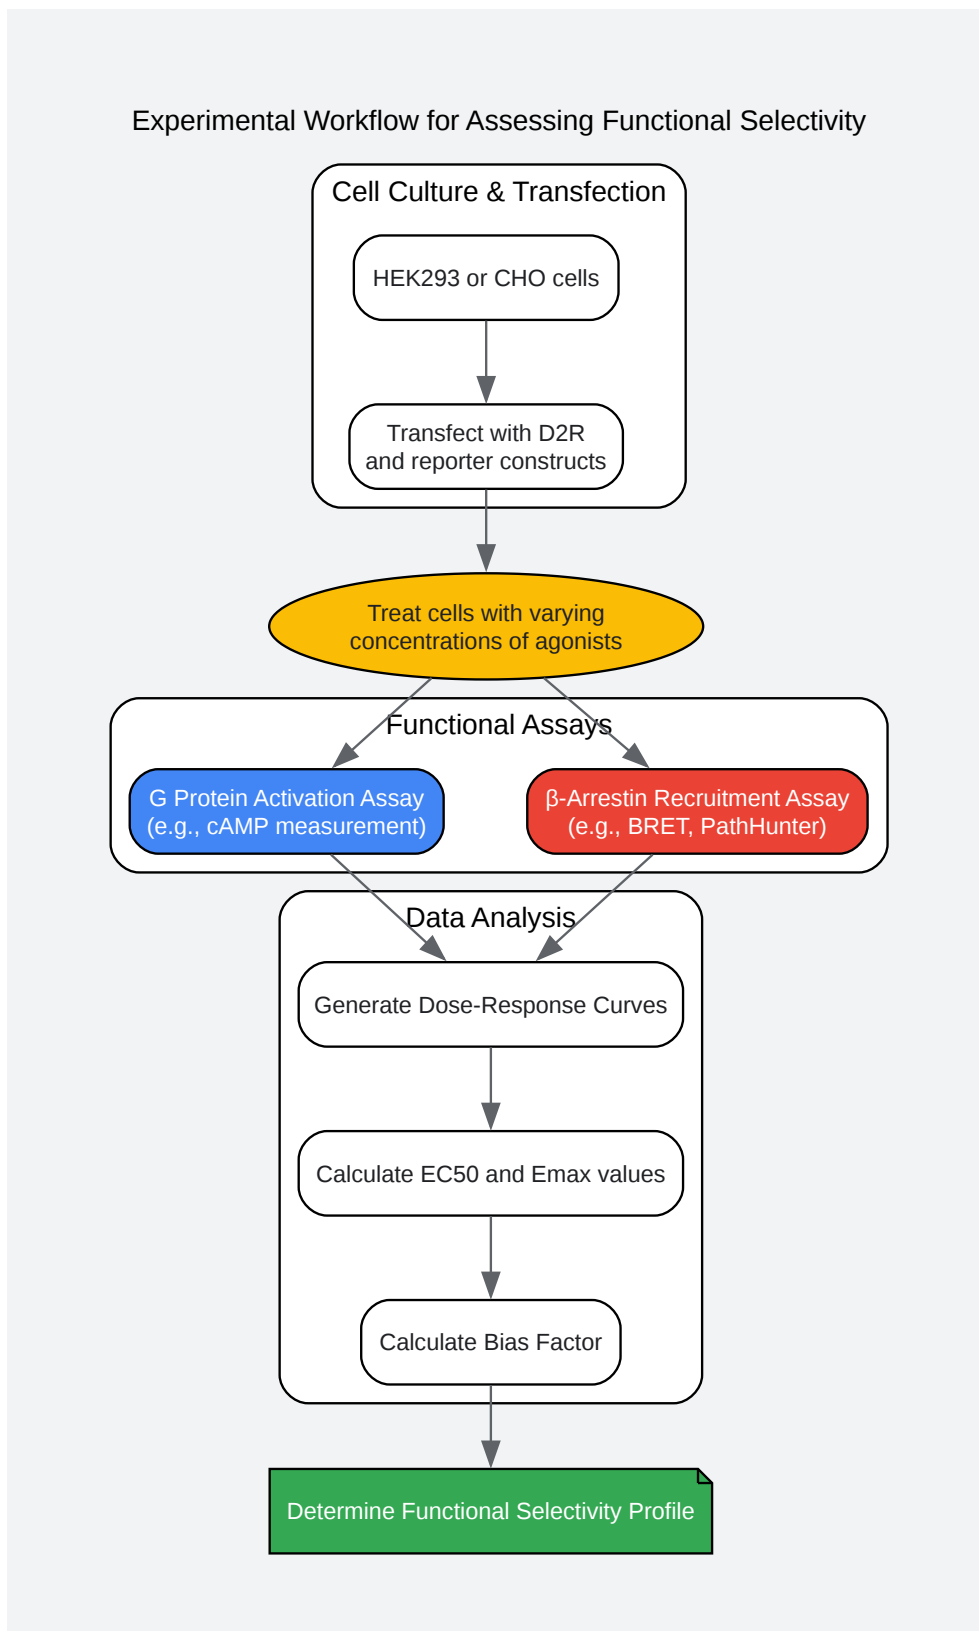 Experimental Workflow for Assessing Functional Selectivity
Cell Culture & Transfection
HEK293 or CHO cells
Transfect with D2R
and reporter constructs
Treat cells with varying
concentrations of agonists
Functional Assays
G Protein Activation Assay
(e.g., cAMP measurement)
β-Arrestin Recruitment Assay
(e.g., BRET, PathHunter)
Data Analysis
Generate Dose-Response Curves
Calculate EC50 and Emax values
Calculate Bias Factor
Determine Functional Selectivity Profile